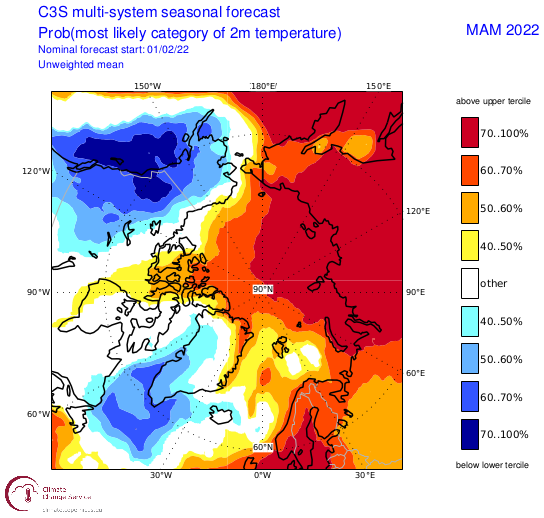 C3S multi-system seasonal forecast
Prob(most likely category of 2m temperature)
MAM 2022
Nominal forecast start: 01/02/22
Unweighted mean
150°W 180°E/ 150°E
120°W
120°E
90°W
90°N
90°E
60°E
60°W
60°N
30°W 0°W 30°E
above upper tercile
70..100%
60..70%
50..60%
40..50%
other
40..50%
50..60%
60..70%
70..100%
below lower tercile
Climate
Change Service